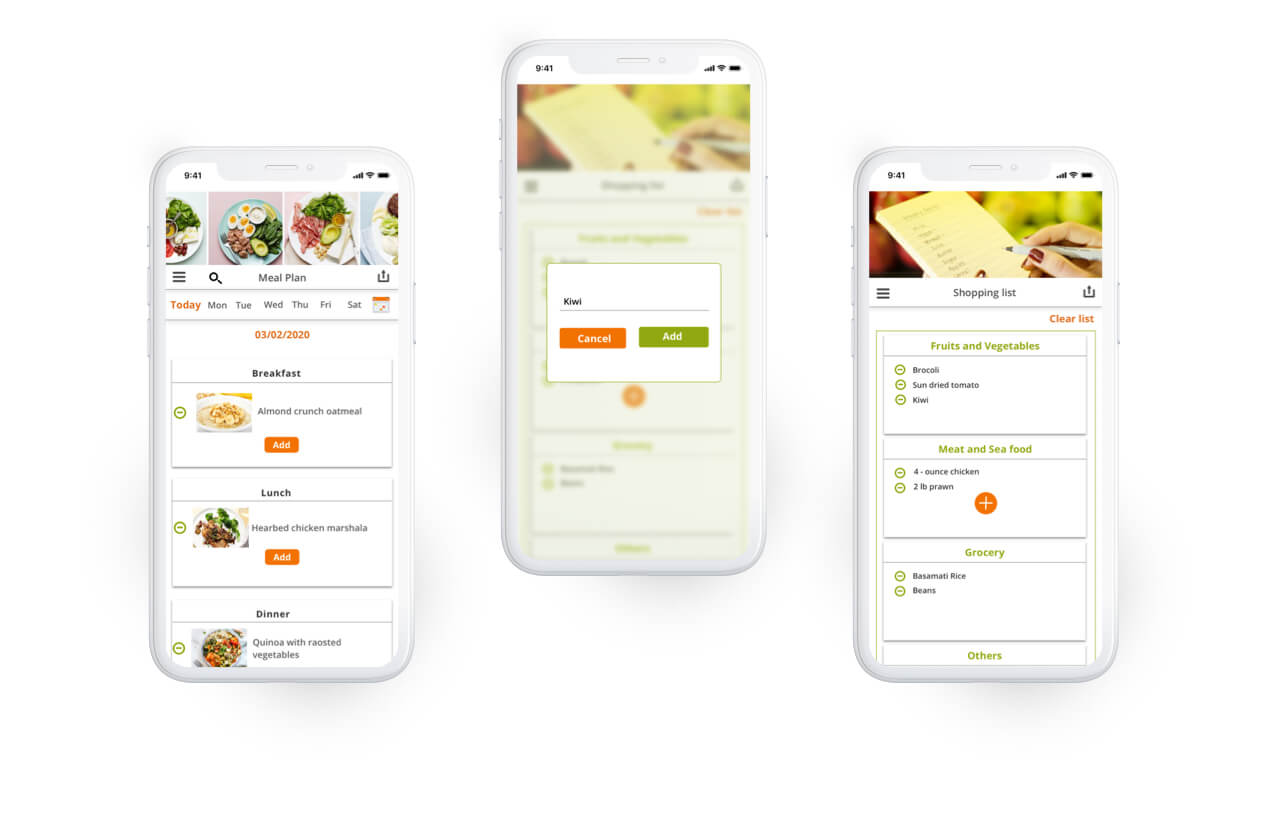 9:41
Meal Plan
Today Mon Tue Wed Thu Fri Sat
03/02/2020
Breakfast
Almond crunch oatmeal
Add
Lunch
Hearbed chicken marshala
Add
Dinner
Quinoa with raosted
vegetables
9:41
Shopping list
Clear list
Fruits and Vegetables
Kiwi
Cancel Add
Grocery
Basamati Rice
Beans
Others
9:41
Shopping list
Clear list
Fruits and Vegetables
Brocoli
Sun dried tomato
Kiwi
Meat and Sea food
4 - ounce chicken
2 lb prawn
Grocery
Basamati Rice
Beans
Others